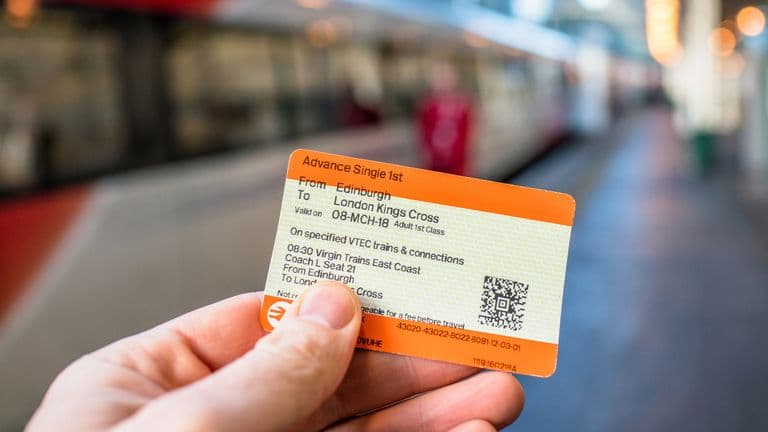 Advance Single 1st
From Edinburgh
To London Kings Cross
Valid on 08-MCH-18 Adult 1st Class
On specified VTEC trains & connections
08:30 Virgin Trains East Coast
Coach L Seat 21
From Edinburgh
To Lond Cross
Not geable for a fee before travel
43020-43022-8022-8081-12-03-01